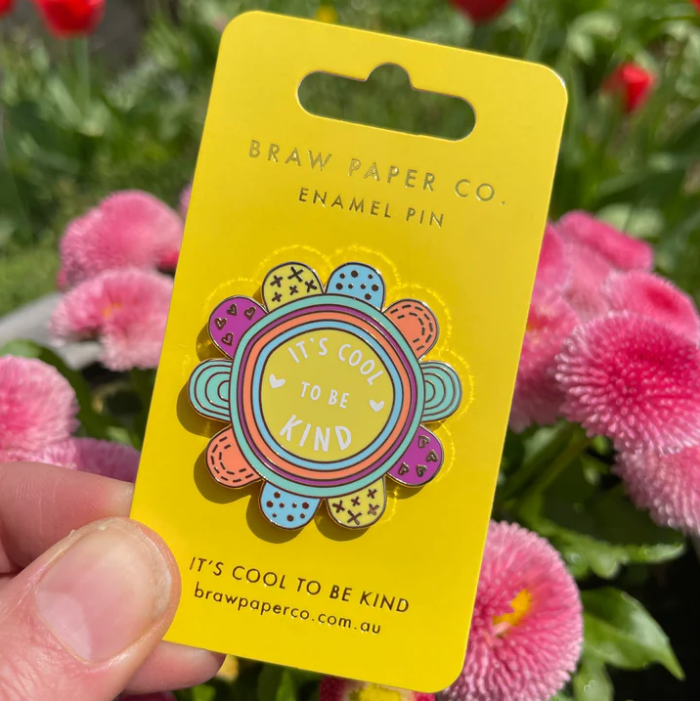 BRAW PAPER CO.
ENAMEL PIN
IT'S COOL
TO BE
KIND
IT'S COOL TO BE KIND
brawpaperco.com.au